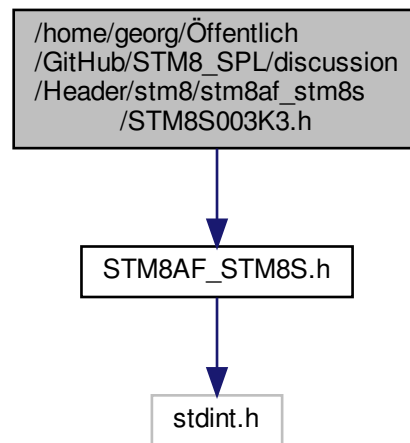 /home/georg/Öffentlich
/GitHub/STM8_SPL/discussion
/Header/stm8/stm8af_stm8s
/STM8S003K3.h
STM8AF_STM8S.h
stdint.h